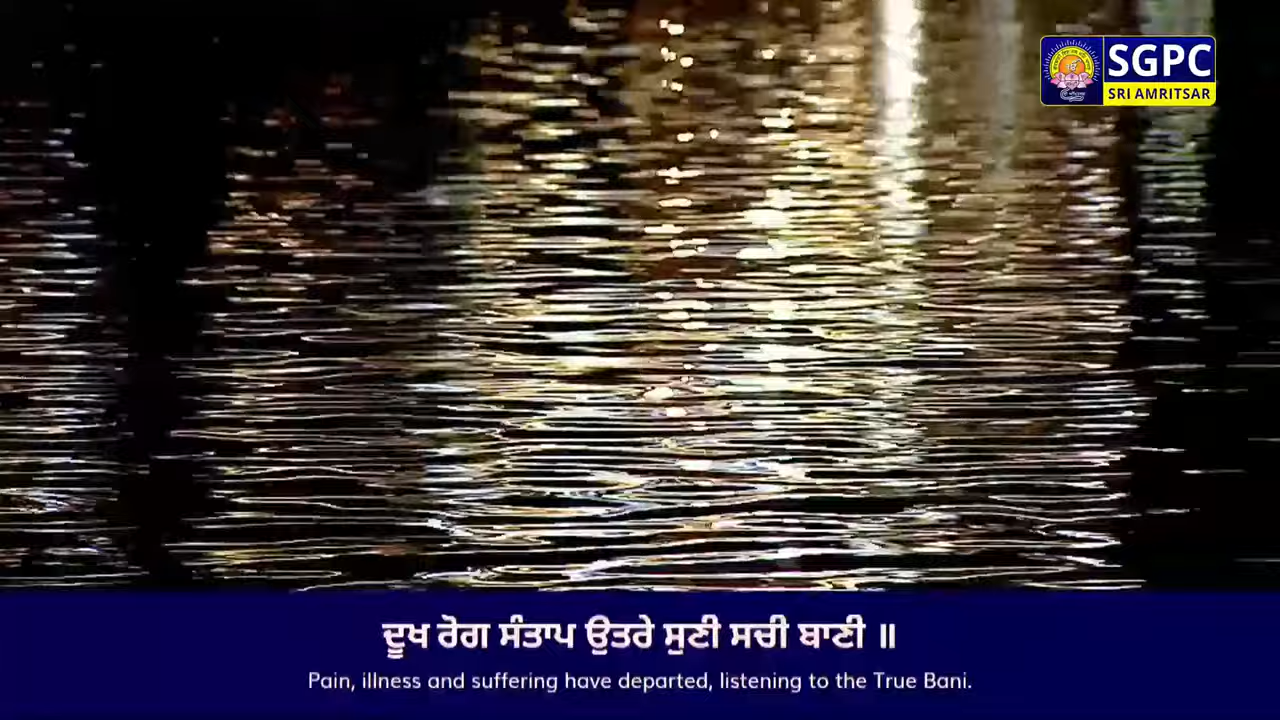 SGPC
SRI AMRITSAR
ਦੂਖ ਰੋਗ ਸੰਤਾਪ ਉਤਰੇ ਸੁਣੀ ਸਚੀ ਬਾਣੀ ॥
Pain, illness and suffering have departed, listening to the True Bani.